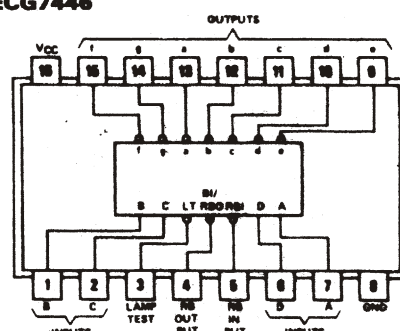 ECG7446
OUTPUTS
VCC f g a b c d e
16 15 14 13 12 11 10 9
f g a b c d e
BI/
B C LT RBO RBI D A
1 2 3 4 5 6 7 8
B C LAMP RB RB D A GND
TEST OUT IN
INPUTS PUT PUT INPUTS